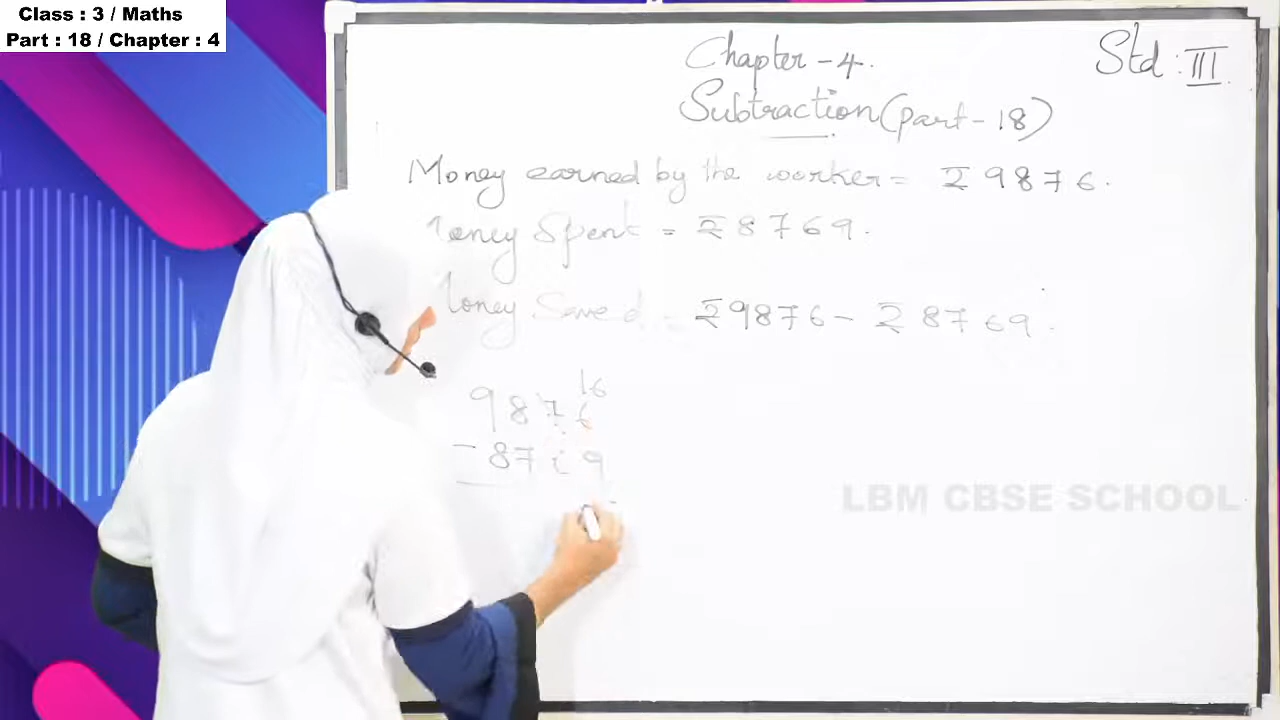 Class : 3 / Maths
Part : 18 / Chapter : 4
Chapter - 4.
Std : III
Subtraction (part - 18)
Money earned by the worker = ₹ 9876.
Money Spent = ₹ 8769.
Money Saved = ₹ 9876 - ₹ 8769.
16
9876
- 8769
LBM CBSE SCHOOL